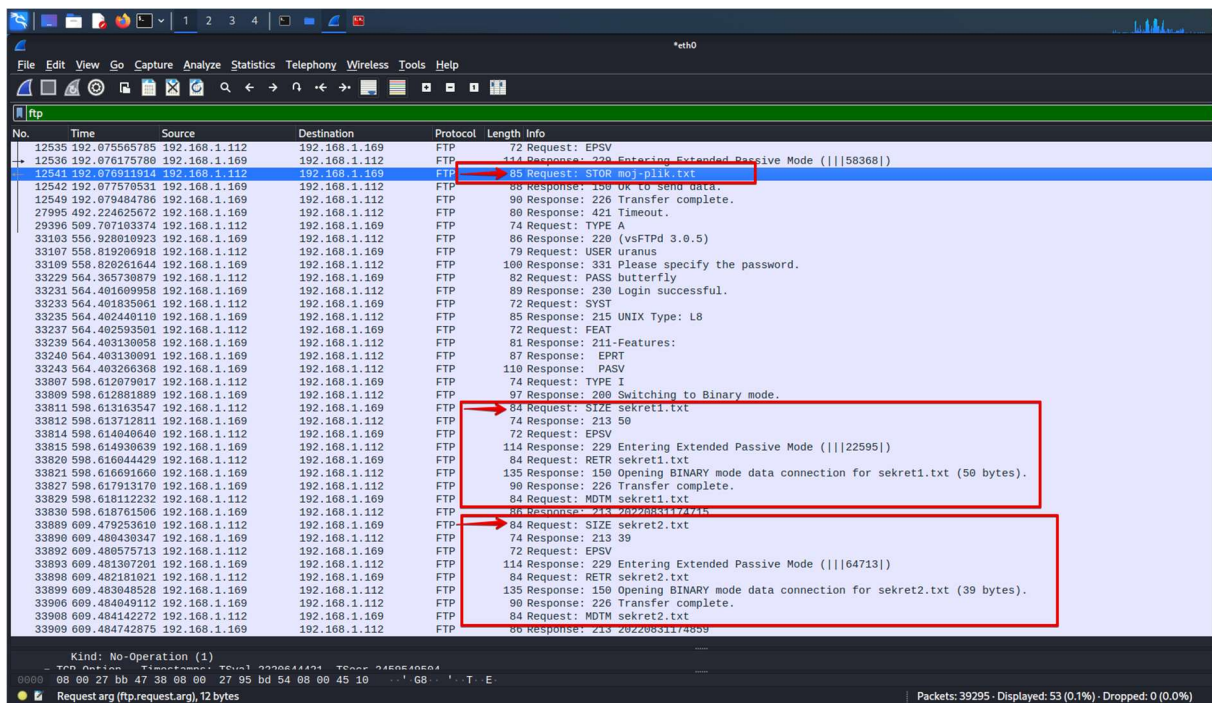 1 2 3 4
*eth0
File Edit View Go Capture Analyze Statistics Telephony Wireless Tools Help
ftp
No. Time Source Destination Protocol Length Info
12535 192.075565785 192.168.1.112 192.168.1.169 FTP 72 Request: EPSV
12536 192.076175780 192.168.1.169 192.168.1.112 FTP 114 Response: 229 Entering Extended Passive Mode (|||58368|)
12541 192.076911914 192.168.1.112 192.168.1.169 FTP 85 Request: STOR moj-plik.txt
12542 192.077570531 192.168.1.169 192.168.1.112 FTP 88 Response: 150 Ok to send data.
12549 192.079484786 192.168.1.169 192.168.1.112 FTP 90 Response: 226 Transfer complete.
27995 492.224625672 192.168.1.169 192.168.1.112 FTP 80 Response: 421 Timeout.
29396 509.707103374 192.168.1.112 192.168.1.169 FTP 74 Request: TYPE A
33103 556.928010923 192.168.1.169 192.168.1.112 FTP 86 Response: 220 (vsFTPd 3.0.5)
33107 558.819206918 192.168.1.112 192.168.1.169 FTP 79 Request: USER uranus
33109 558.820261644 192.168.1.169 192.168.1.112 FTP 100 Response: 331 Please specify the password.
33229 564.365730879 192.168.1.112 192.168.1.169 FTP 82 Request: PASS butterfly
33231 564.401609958 192.168.1.169 192.168.1.112 FTP 89 Response: 230 Login successful.
33233 564.401835061 192.168.1.112 192.168.1.169 FTP 72 Request: SYST
33235 564.402440110 192.168.1.169 192.168.1.112 FTP 85 Response: 215 UNIX Type: L8
33237 564.402593501 192.168.1.112 192.168.1.169 FTP 72 Request: FEAT
33239 564.403130058 192.168.1.169 192.168.1.112 FTP 81 Response: 211-Features:
33240 564.403130091 192.168.1.169 192.168.1.112 FTP 87 Response: EPRT
33243 564.403266368 192.168.1.169 192.168.1.112 FTP 110 Response: PASV
33807 598.612079017 192.168.1.112 192.168.1.169 FTP 74 Request: TYPE I
33809 598.612881889 192.168.1.169 192.168.1.112 FTP 97 Response: 200 Switching to Binary mode.
33811 598.613163547 192.168.1.112 192.168.1.169 FTP 84 Request: SIZE sekret1.txt
33812 598.613712811 192.168.1.169 192.168.1.112 FTP 74 Response: 213 50
33814 598.614040640 192.168.1.112 192.168.1.169 FTP 72 Request: EPSV
33815 598.614930639 192.168.1.169 192.168.1.112 FTP 114 Response: 229 Entering Extended Passive Mode (|||22595|)
33820 598.616044429 192.168.1.112 192.168.1.169 FTP 84 Request: RETR sekret1.txt
33821 598.616691660 192.168.1.169 192.168.1.112 FTP 135 Response: 150 Opening BINARY mode data connection for sekret1.txt (50 bytes).
33827 598.617913170 192.168.1.169 192.168.1.112 FTP 90 Response: 226 Transfer complete.
33829 598.618112232 192.168.1.112 192.168.1.169 FTP 84 Request: MDTM sekret1.txt
33830 598.618761506 192.168.1.169 192.168.1.112 FTP 86 Response: 213 20220831174715
33889 609.479253610 192.168.1.112 192.168.1.169 FTP 84 Request: SIZE sekret2.txt
33890 609.480430347 192.168.1.169 192.168.1.112 FTP 74 Response: 213 39
33892 609.480575713 192.168.1.112 192.168.1.169 FTP 72 Request: EPSV
33893 609.481307201 192.168.1.169 192.168.1.112 FTP 114 Response: 229 Entering Extended Passive Mode (|||64713|)
33898 609.482181021 192.168.1.112 192.168.1.169 FTP 84 Request: RETR sekret2.txt
33899 609.483048528 192.168.1.169 192.168.1.112 FTP 135 Response: 150 Opening BINARY mode data connection for sekret2.txt (39 bytes).
33906 609.484049112 192.168.1.169 192.168.1.112 FTP 90 Response: 226 Transfer complete.
33908 609.484142272 192.168.1.112 192.168.1.169 FTP 84 Request: MDTM sekret2.txt
33909 609.484742875 192.168.1.169 192.168.1.112 FTP 86 Response: 213 20220831174859
Kind: No-Operation (1)
TCP Option Timestamps: TSval
0000 08 00 27 bb 47 38 08 00 27 95 bd 54 08 00 45 10 ··'·G8·· '··T··E·
Request arg (ftp.request.arg), 12 bytes Packets: 39295 · Displayed: 53 (0.1%) · Dropped: 0 (0.0%)